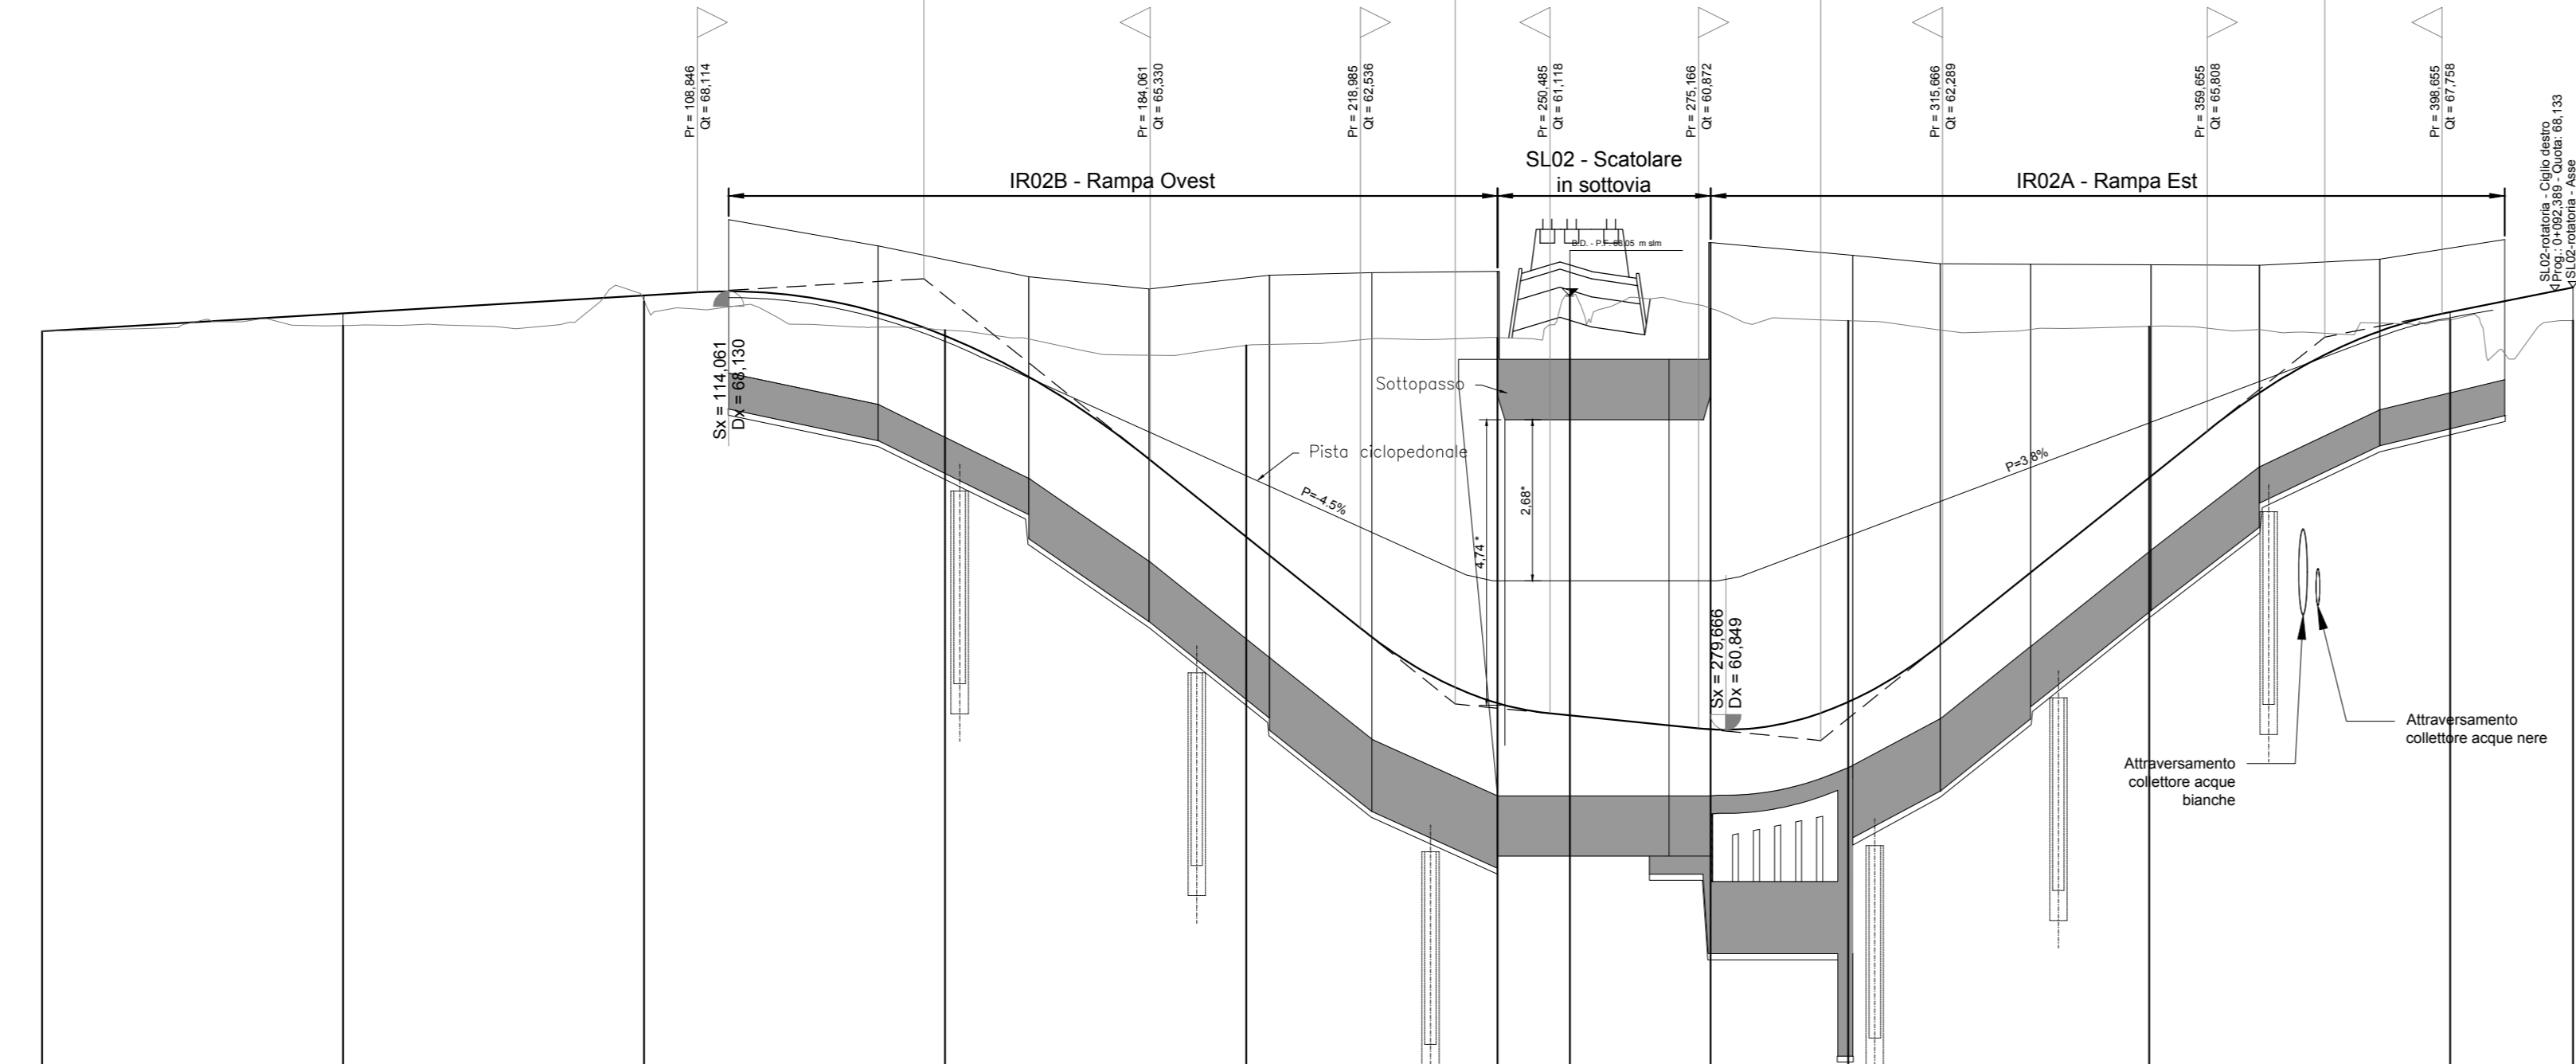 Pr = 108,846
Qt = 68,114
Pr = 184,061
Qt = 65,330
Pr = 218,985
Qt = 62,536
Pr = 250,485
Qt = 61,118
Pr = 275,166
Qt = 60,872
Pr = 315,666
Qt = 62,289
Pr = 359,655
Qt = 65,808
Pr = 398,655
Qt = 67,758
SL02-rotatoria - Ciglio destro
Prog.: 0+092,389 - Quota: 68,133
SL02-rotatoria - Asse
IR02B - Rampa Ovest
SL02 - Scatolare
in sottovia
IR02A - Rampa Est
B.D. - P.F. 68.05 m slm
Sx = 114,061
Dx = 68,130
Sottopasso
Pista ciclopedonale
P=-4.5%
4,74 *
2,68*
P=3.8%
Sx = 279,666
Dx = 60,849
Attraversamento
collettore acque nere
Attraversamento
collettore acque
bianche